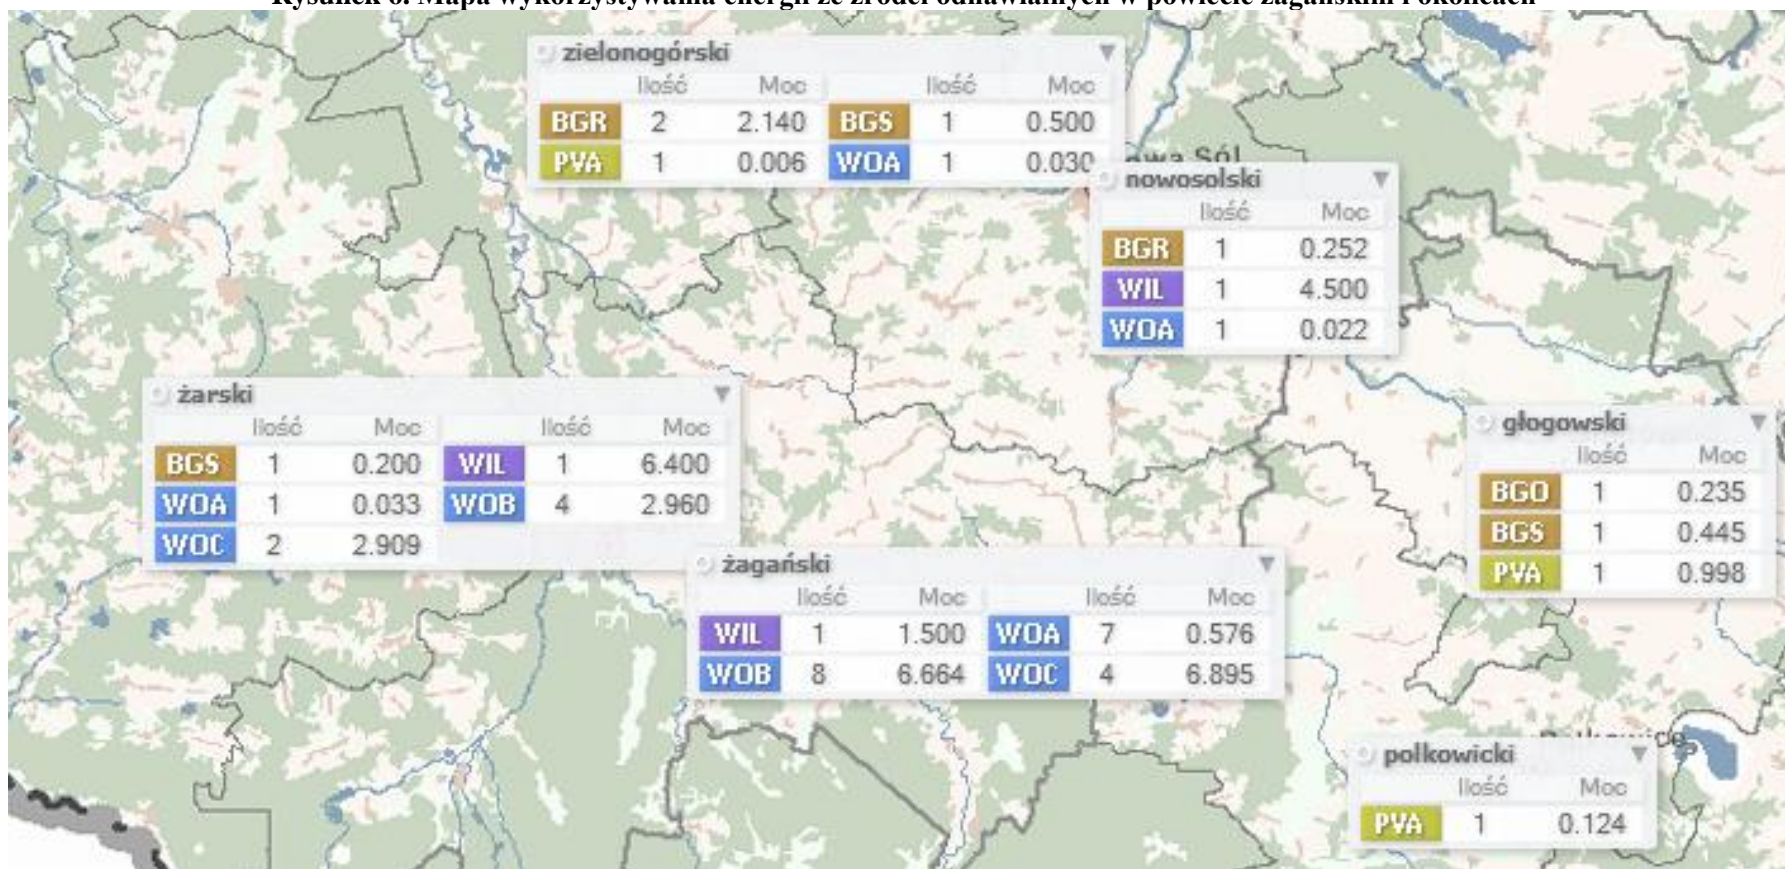 Rysunek 6. Mapa wykorzystywania energii ze źródeł odnawialnych w powiecie żagańskim i okolicach
zielonogórski
Ilość Moc Ilość Moc
BGR 2 2.140 BGS 1 0.500
PVA 1 0.006 WOA 1 0.030
Sól
nowosolski
Ilość Moc
BGR 1 0.252
WIL 1 4.500
WOA 1 0.022
żarski
Ilość Moc Ilość Moc
BGS 1 0.200 WIL 1 6.400
WOA 1 0.033 WOB 4 2.960
WOC 2 2.909
głogowski
Ilość Moc
BGO 1 0.235
BGS 1 0.445
PVA 1 0.998
żagański
Ilość Moc Ilość Moc
WIL 1 1.500 WOA 7 0.576
WOB 8 6.664 WOC 4 6.895
polkowicki
Ilość Moc
PVA 1 0.124